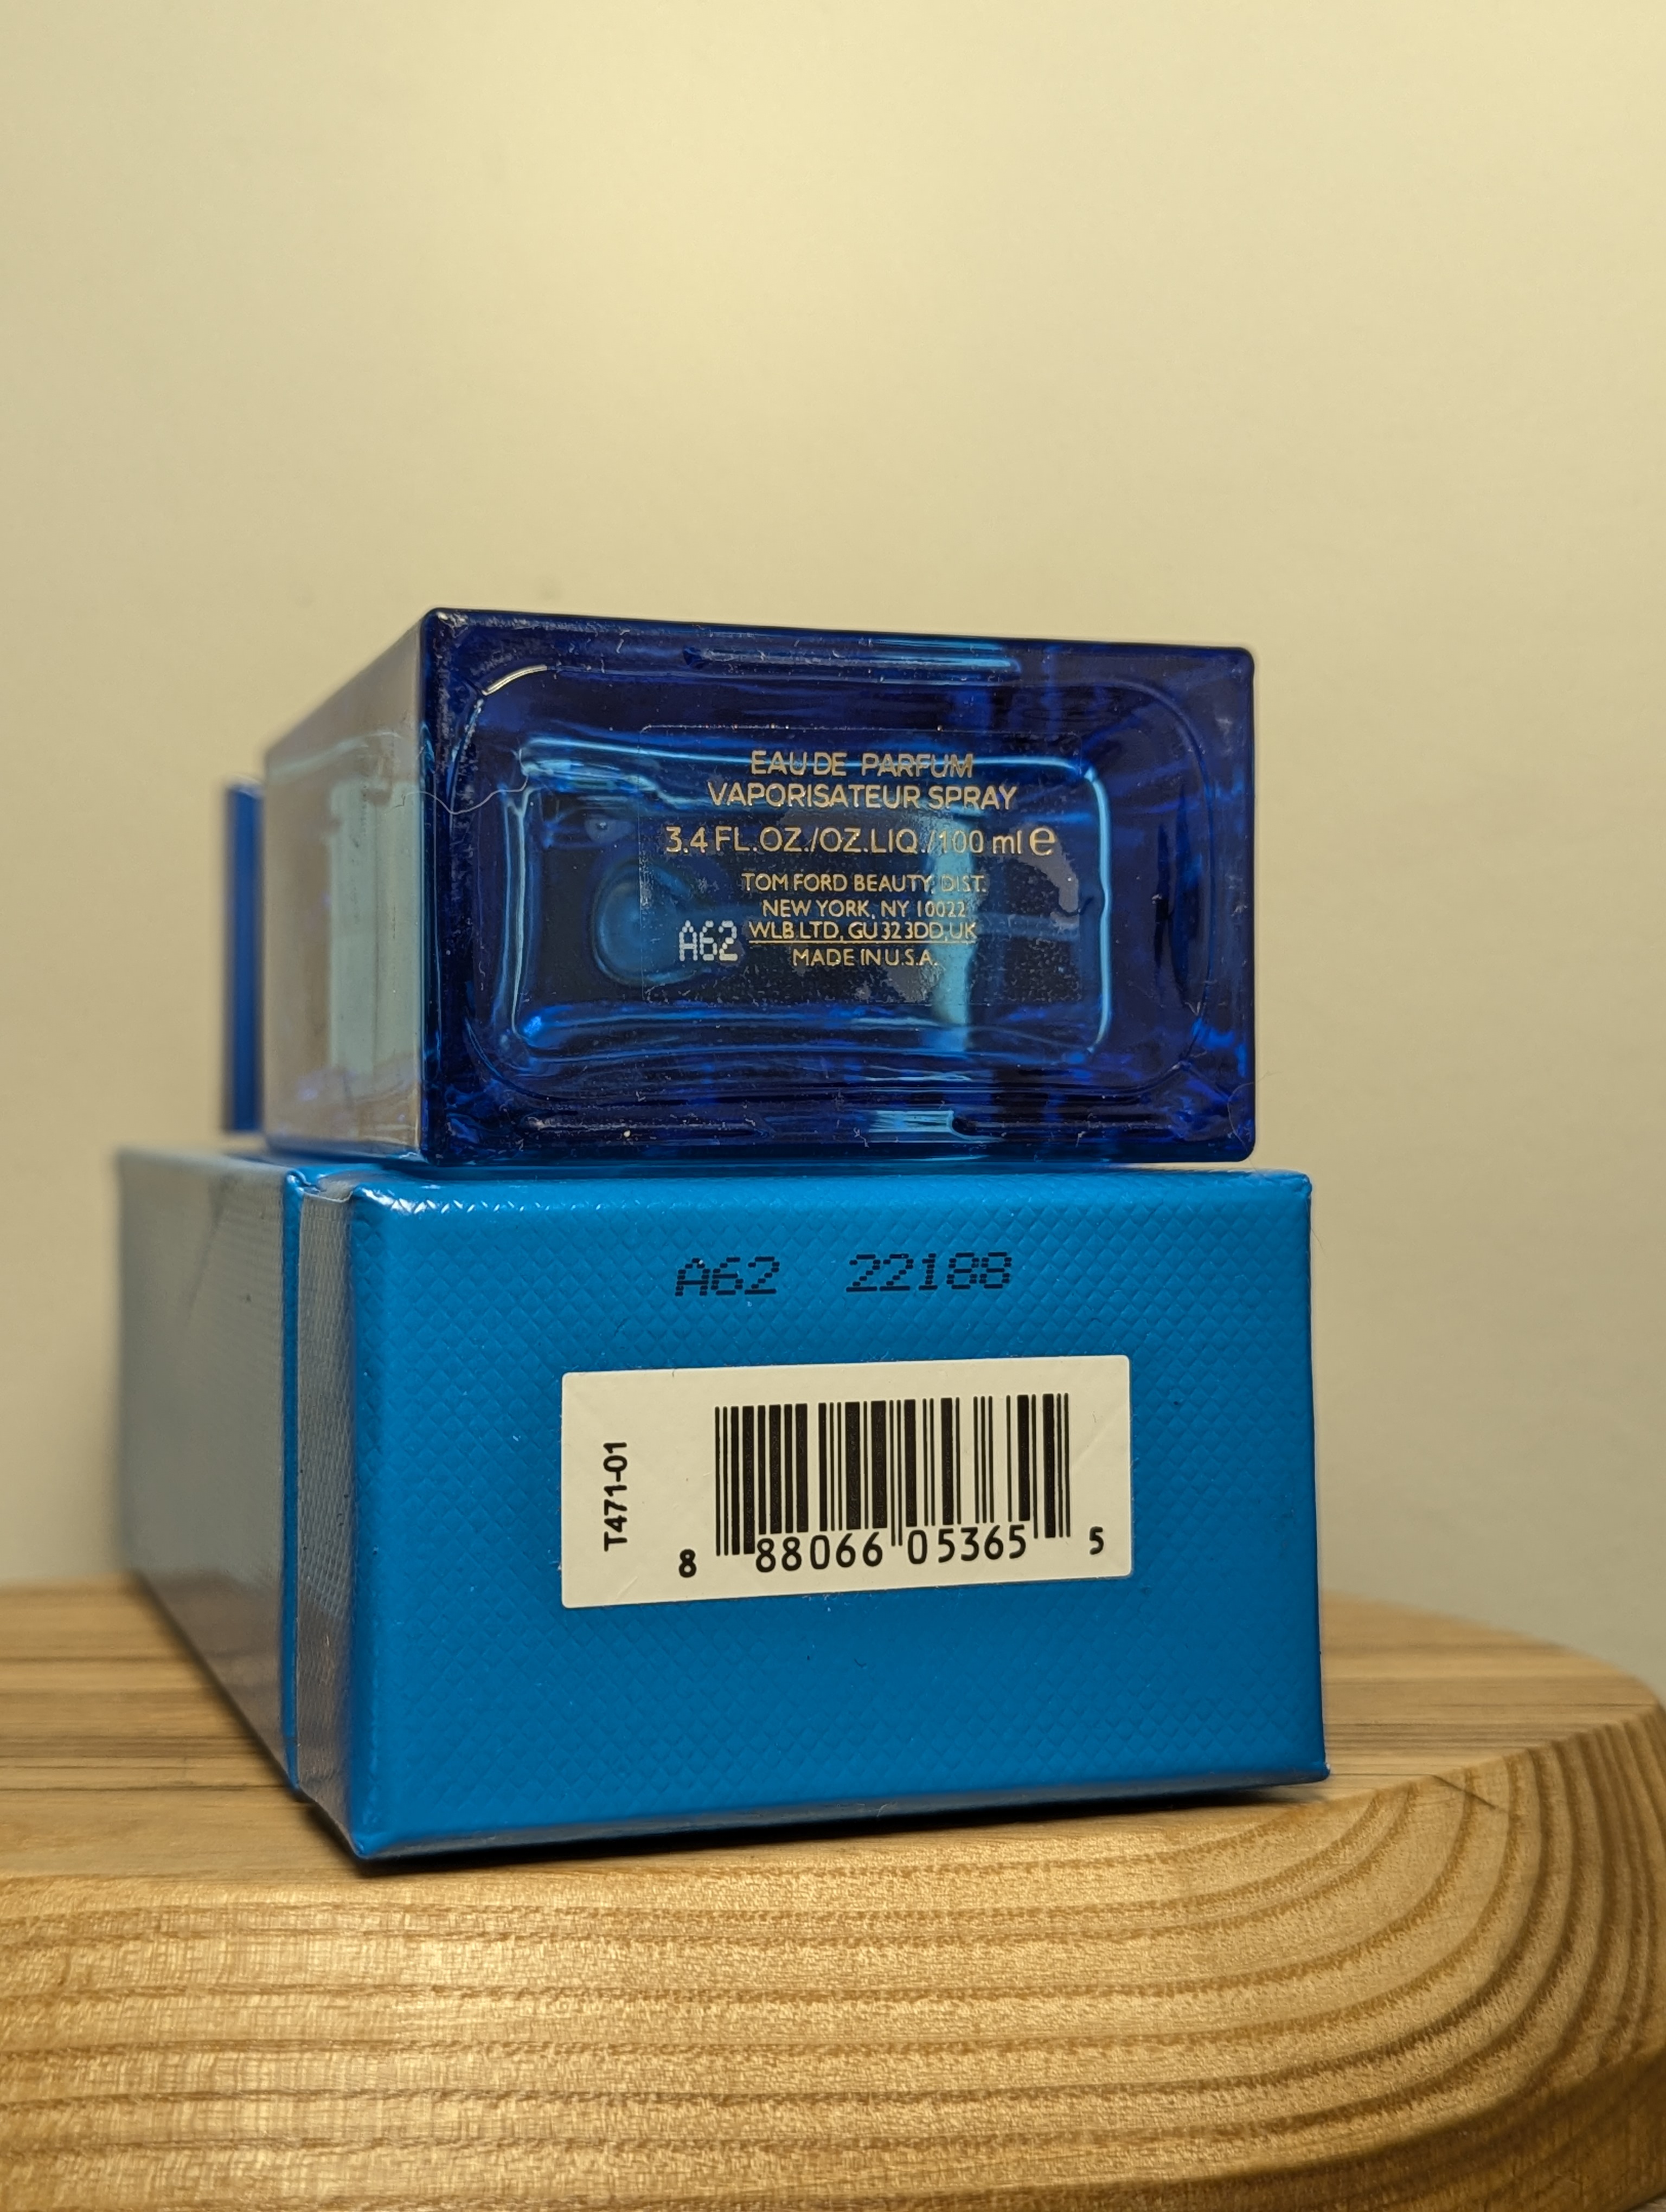 EAU DE PARFUM
VAPORISATEUR SPRAY
3.4 FL.OZ./OZ.LIQ./100 ml ℮
TOM FORD BEAUTY, DIST.
NEW YORK, NY 10022
WLB LTD, GU32 3DD, UK
A62 MADE IN U.S.A.
A62 22188
T471-01
8 88066 05365 5